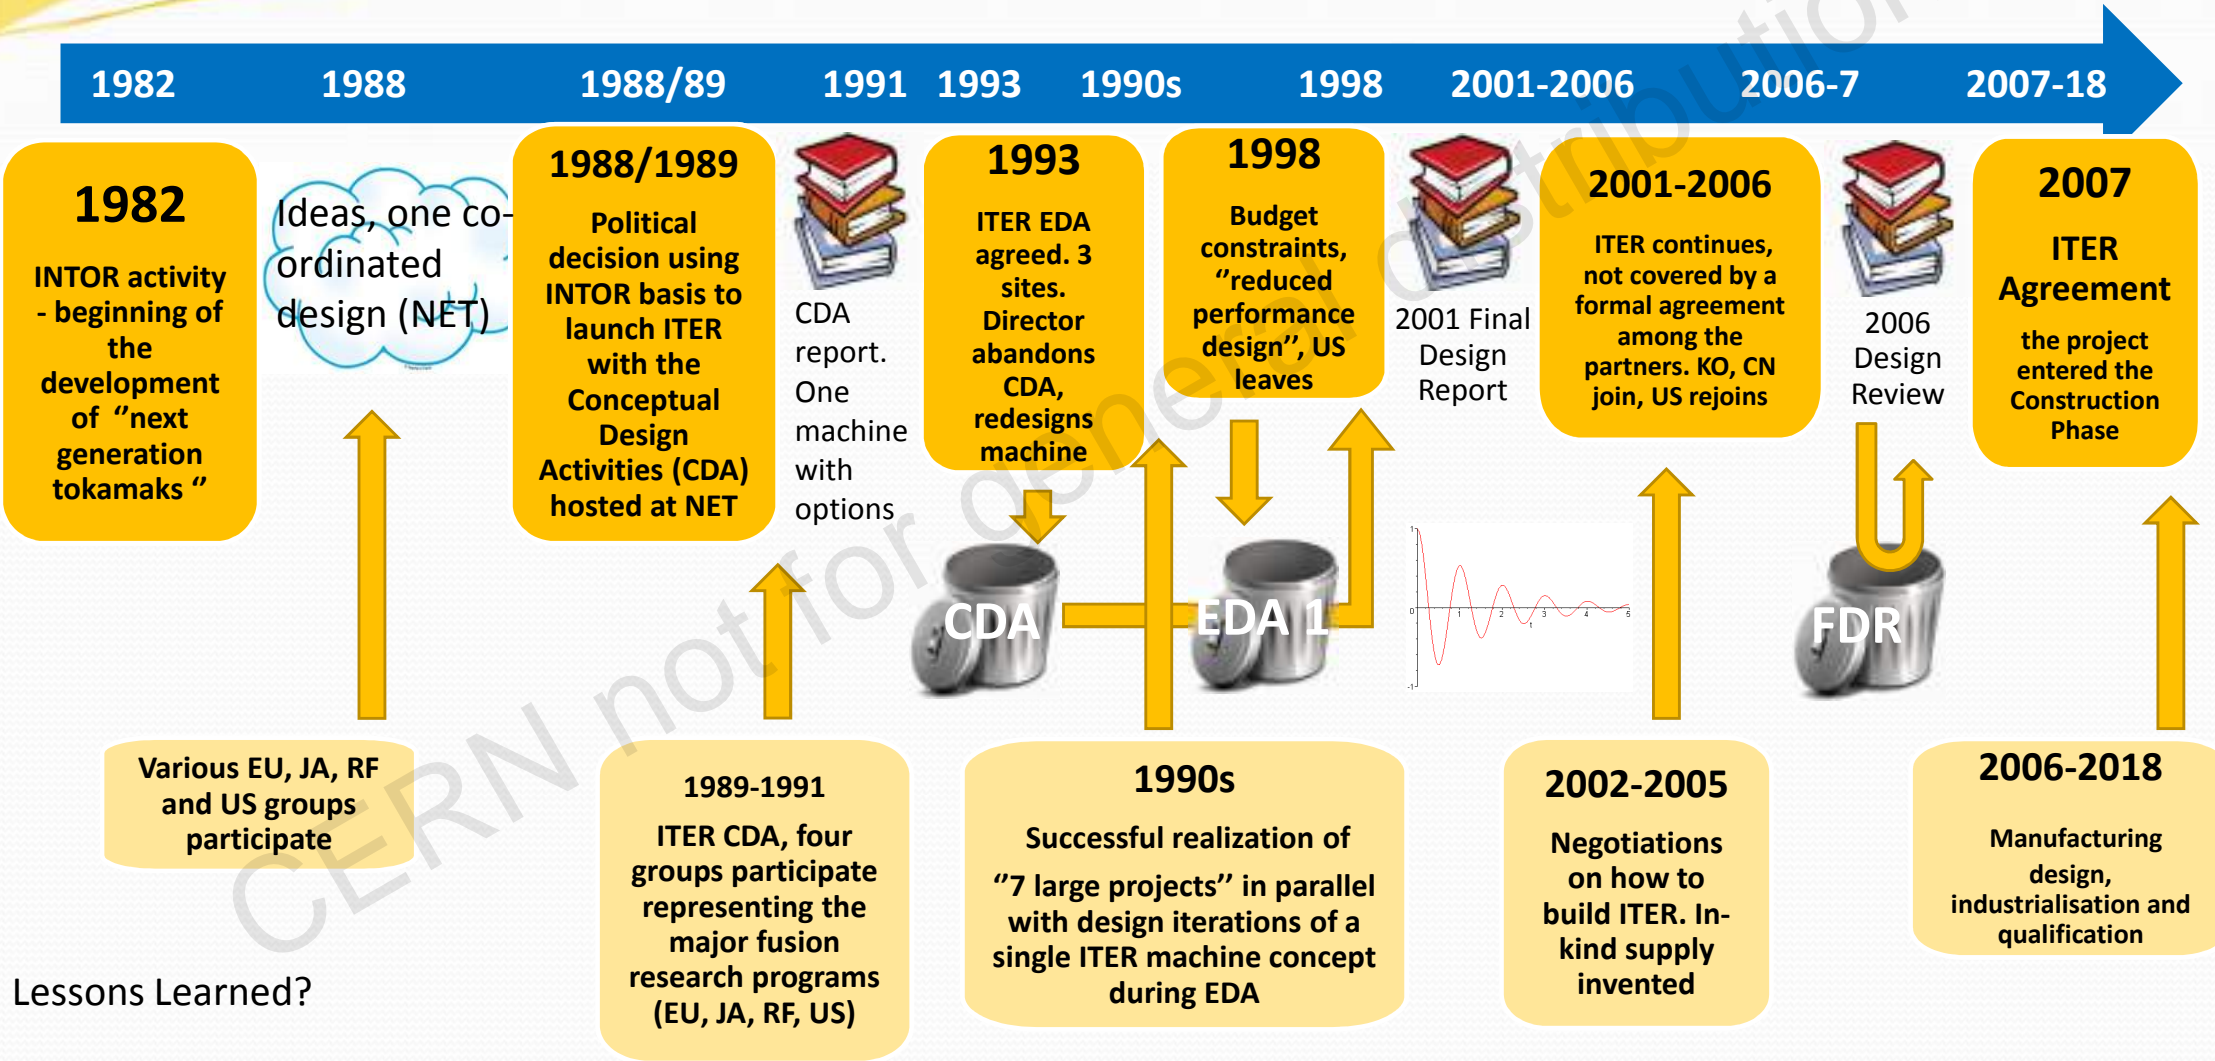 1982
1988
1988/89
1991
1993
1990s
1998
2001-2006
2006-7
2007-18
1982
INTOR activity
- beginning of
the
development
of ‘’next
generation
tokamaks ‘’
Ideas, one co-
ordinated
design (NET)
1988/1989
Political
decision using
INTOR basis to
launch ITER
with the
Conceptual
Design
Activities (CDA)
hosted at NET
CDA
report.
One
machine
with
options
1993
ITER EDA
agreed. 3
sites.
Director
abandons
CDA,
redesigns
machine
1998
Budget
constraints,
‘’reduced
performance
design’’, US
leaves
2001 Final
Design
Report
2001-2006
ITER continues,
not covered by a
formal agreement
among the
partners. KO, CN
join, US rejoins
2006
Design
Review
2007
ITER
Agreement
the project
entered the
Construction
Phase
CDA
EDA 1
1
0
-1
1
2
3
4
5
1
FDR
Various EU, JA, RF
and US groups
participate
1989-1991
ITER CDA, four
groups participate
representing the
major fusion
research programs
(EU, JA, RF, US)
1990s
Successful realization of
‘’7 large projects’’ in parallel
with design iterations of a
single ITER machine concept
during EDA
2002-2005
Negotiations
on how to
build ITER. In-
kind supply
invented
2006-2018
Manufacturing
design,
industrialisation and
qualification
Lessons Learned?
CERN not for general distribution